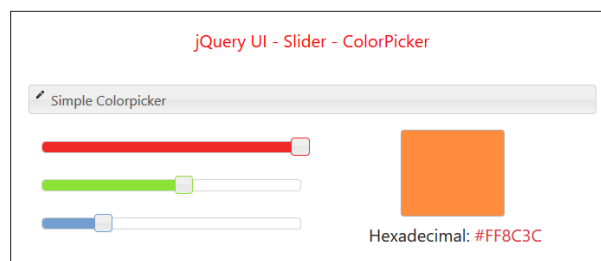 jQuery UI - Slider - ColorPicker
Simple Colorpicker
Hexadecimal: #FF8C3C